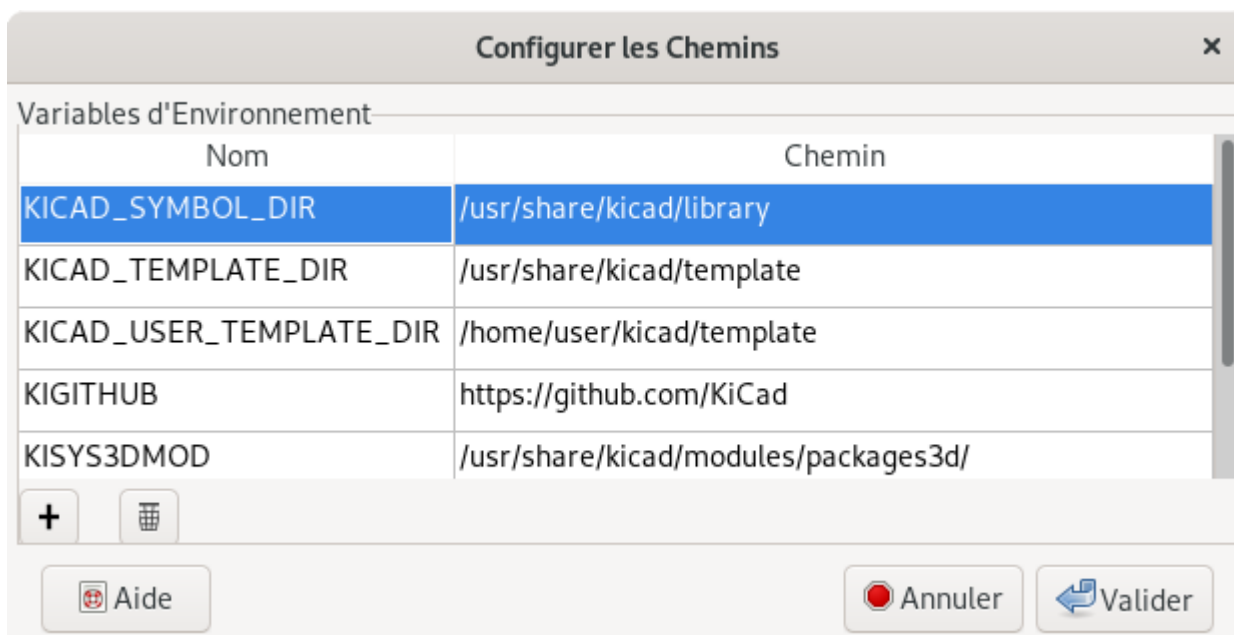 Configurer les Chemins ×
Variables d'Environnement
Nom Chemin
KICAD_SYMBOL_DIR /usr/share/kicad/library
KICAD_TEMPLATE_DIR /usr/share/kicad/template
KICAD_USER_TEMPLATE_DIR /home/user/kicad/template
KIGITHUB https://github.com/KiCad
KISYS3DMOD /usr/share/kicad/modules/packages3d/
+
Aide Annuler Valider